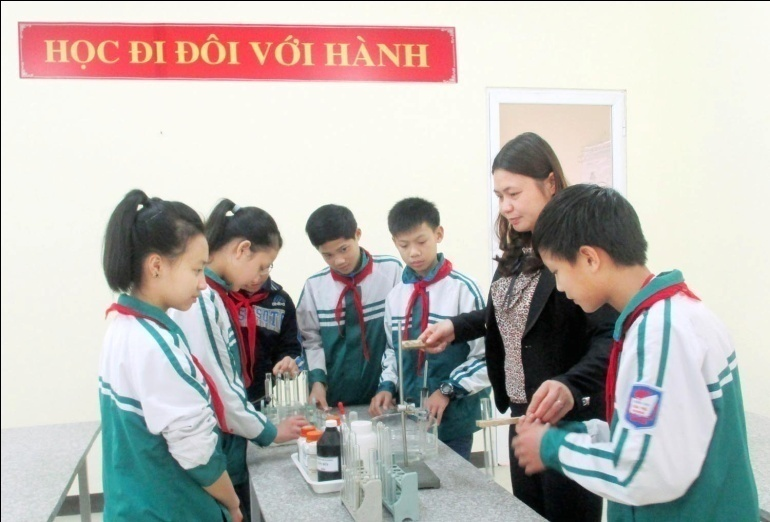 HỌC ĐI ĐÔI VỚI HÀNH